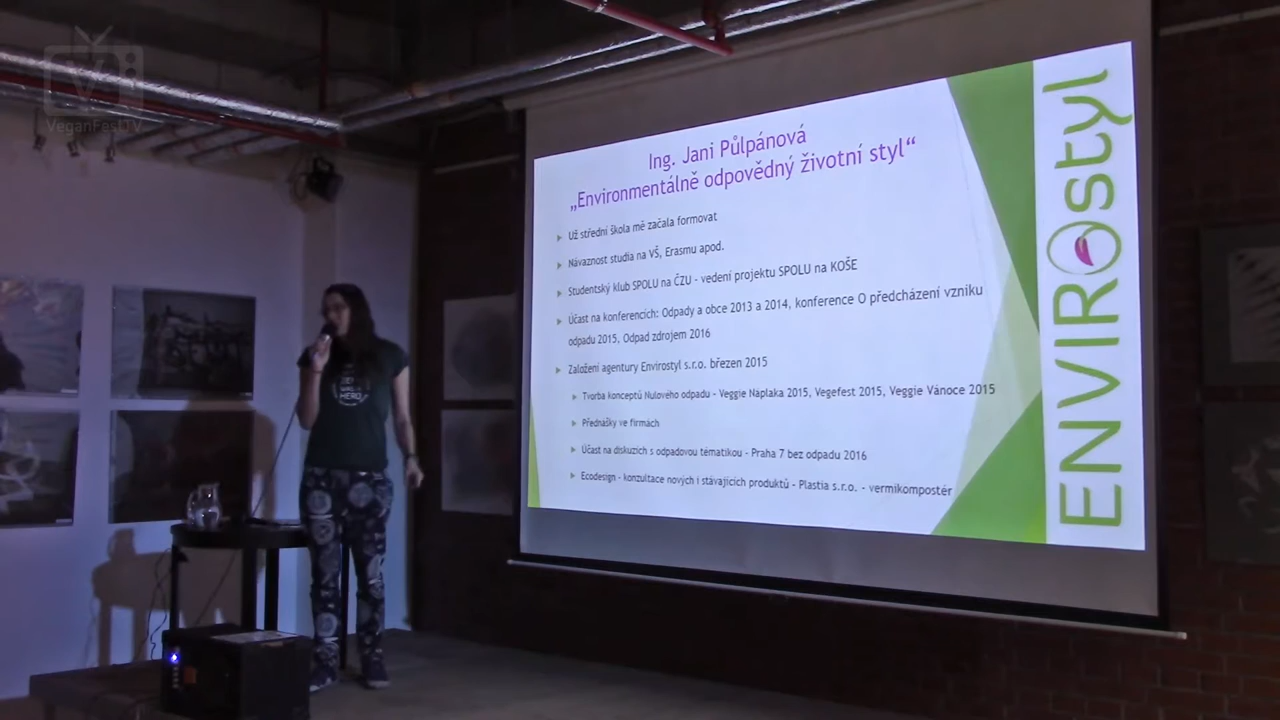 VeganFestTV
Ing. Jani Půlpánová
„Environmentálně odpovědný životní styl“
Už střední škola mě začala formovat
Návaznost studia na VŠ, Erasmu apod.
Studentský klub SPOLU na ČZU - vedení projektu SPOLU na KOŠE
Účast na konferencích: Odpady a obce 2013 a 2014, konference O předcházení vzniku
odpadu 2015, Odpad zdrojem 2016
Založení agentury Envirostyl s.r.o. březen 2015
Tvorba konceptů Nulového odpadu - Veggie Náplaka 2015, Vegefest 2015, Veggie Vánoce 2015
Přednášky ve firmách
Účast na diskuzích s odpadovou tématikou - Praha 7 bez odpadu 2016
Ecodesign - konzultace nových i stávajících produktů - Plastia s.r.o. - vermikompostér
ENVIROstyl
HERO